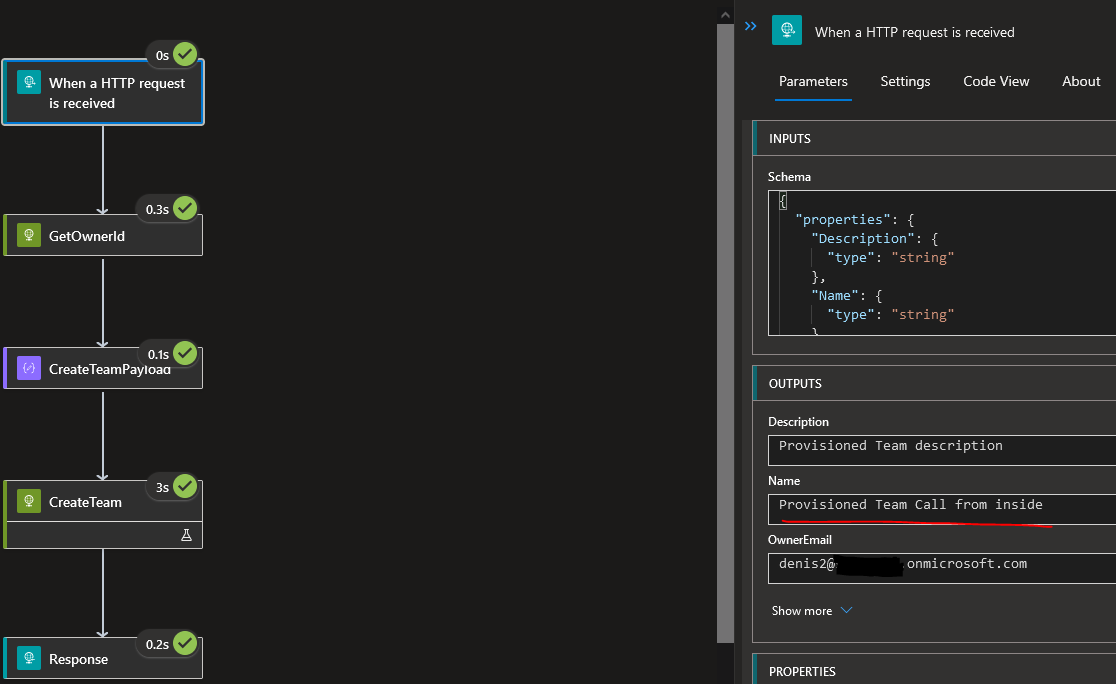 0s
When a HTTP request
is received
0.3s
GetOwnerId
0.1s
CreateTeamPayload
3s
CreateTeam
0.2s
Response
When a HTTP request is received
Parameters Settings Code View About
INPUTS
Schema
{
"properties": {
"Description": {
"type": "string"
},
"Name": {
"type": "string"
}
OUTPUTS
Description
Provisioned Team description
Name
Provisioned Team Call from inside
OwnerEmail
denis2@ .onmicrosoft.com
Show more
PROPERTIES